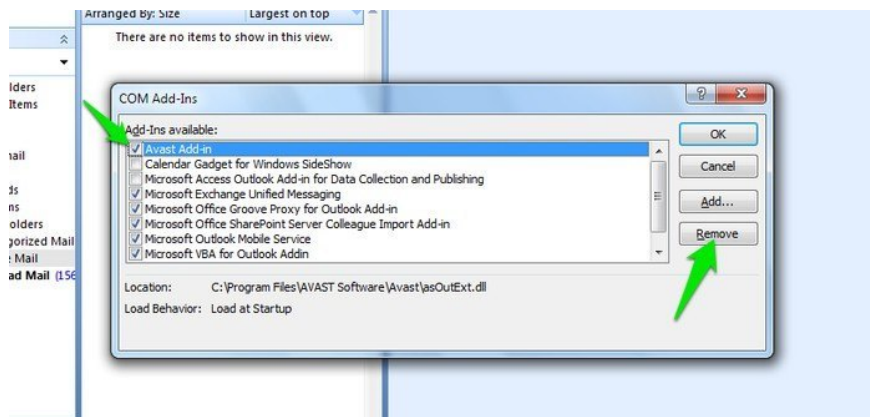 Arranged By: Size Largest on top
There are no items to show in this view.
lders
Items
nail
ds
ns
olders
gorized Mail
e Mail
ad Mail (156
COM Add-Ins
Add-Ins available:
Avast Add-in
Calendar Gadget for Windows SideShow
Microsoft Access Outlook Add-in for Data Collection and Publishing
Microsoft Exchange Unified Messaging
Microsoft Office Groove Proxy for Outlook Add-in
Microsoft Office SharePoint Server Colleague Import Add-in
Microsoft Outlook Mobile Service
Microsoft VBA for Outlook Addin
OK
Cancel
Add...
Remove
Location: C:\Program Files\AVAST Software\Avast\asOutExt.dll
Load Behavior: Load at Startup